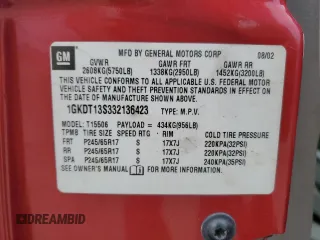 GM
MFD BY GENERAL MOTORS CORP
08/02
GVWR GAWR FRT GAWR RR
2608KG(5750LB) 1338KG(2950LB) 1452KG(3200LB)
THIS VEHICLE CONFORMS TO ALL APPLICABLE U.S. FEDERAL MOTOR
VEHICLE SAFETY AND THEFT PREVENTION STANDARDS IN EFFECT ON
THE DATE OF MANUFACTURE SHOWN ABOVE.
1GKDT13S332136423 TYPE: M.P.V.
MODEL: T15506 PAYLOAD = 434KG(956LB)
TPMB TIRE SIZE SPEED RTG RIM COLD TIRE PRESSURE
FRT P245/65R17 S 17X7J 220KPA(32PSI)
RR P245/65R17 S 17X7J 220KPA(32PSI)
SPA P245/65R17 S 17X7J 240KPA(35PSI)
SEE OWNER'S MANUAL FOR MORE INFORMATION.
DREAMBID